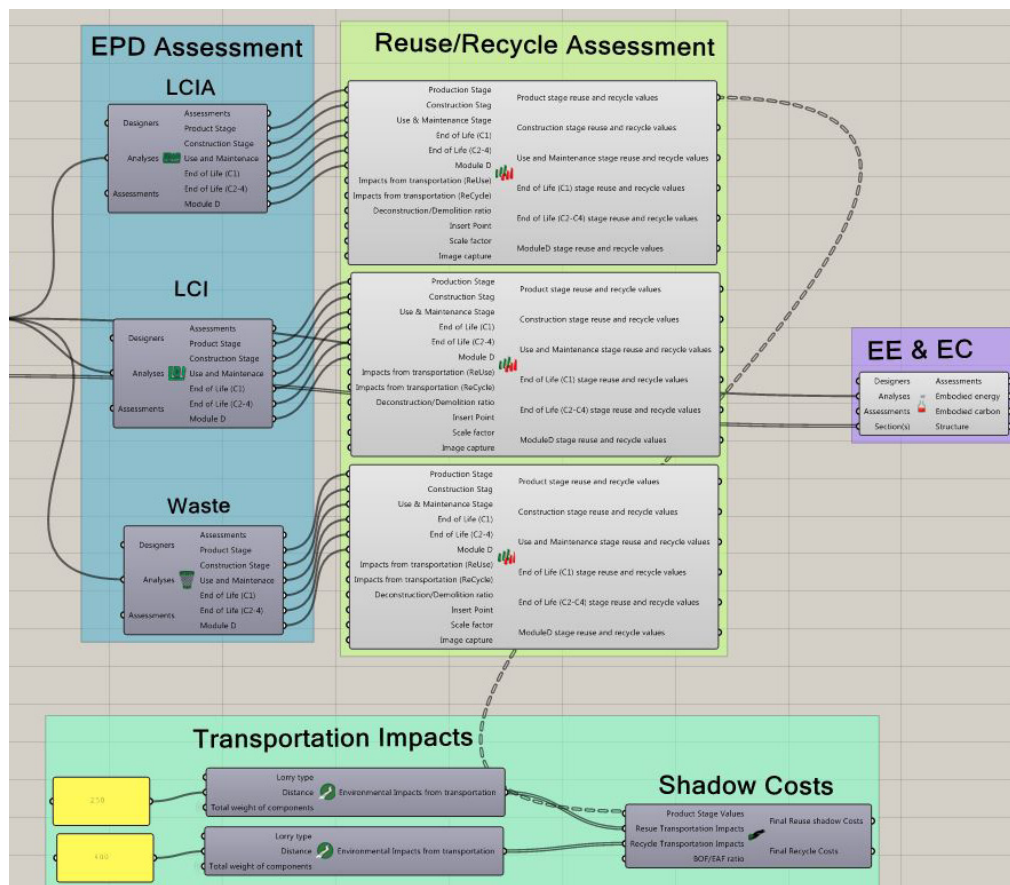 EPD Assessment
Reuse/Recycle Assessment
LCIA
Designers
Analyses
Assessments
Assessments
Product Stage
Construction Stage
Use and Maintenace
End of Life (C1)
End of Life (C2-4)
Module D
Production Stage
Construction Stag
Use & Maintenance Stage
End of Life (C1)
End of Life (C2-4)
Module D
Impacts from transportation (ReUse)
Impacts from transportation (ReCycle)
Deconstruction/Demolition ratio
Insert Point
Scale factor
Image capture
Product stage reuse and recycle values
Construction stage reuse and recycle values
Use and Maintenance stage reuse and recycle values
End of Life (C1) stage reuse and recycle values
End of Life (C2-C4) stage reuse and recycle values
ModuleD stage reuse and recycle values
LCI
Designers
Analyses
Assessments
Assessments
Product Stage
Construction Stage
Use and Maintenace
End of Life (C1)
End of Life (C2-4)
Module D
Production Stage
Construction Stag
Use & Maintenance Stage
End of Life (C1)
End of Life (C2-4)
Module D
Impacts from transportation (ReUse)
Impacts from transportation (ReCycle)
Deconstruction/Demolition ratio
Insert Point
Scale factor
Image capture
Product stage reuse and recycle values
Construction stage reuse and recycle values
Use and Maintenance stage reuse and recycle values
End of Life (C1) stage reuse and recycle values
End of Life (C2-C4) stage reuse and recycle values
ModuleD stage reuse and recycle values
EE & EC
Designers
Analyses
Assessments
Section(s)
Assessments
Embodied energy
Embodied carbon
Structure
Waste
Designers
Analyses
Assessments
Assessments
Product Stage
Construction Stage
Use and Maintenace
End of Life (C1)
End of Life (C2-4)
Module D
Production Stage
Construction Stag
Use & Maintenance Stage
End of Life (C1)
End of Life (C2-4)
Module D
Impacts from transportation (ReUse)
Impacts from transportation (ReCycle)
Deconstruction/Demolition ratio
Insert Point
Scale factor
Image capture
Product stage reuse and recycle values
Construction stage reuse and recycle values
Use and Maintenance stage reuse and recycle values
End of Life (C1) stage reuse and recycle values
End of Life (C2-C4) stage reuse and recycle values
ModuleD stage reuse and recycle values
Transportation Impacts
Lorry type
Distance
Total weight of components
Environmental Impacts from transportation
Lorry type
Distance
Total weight of components
Environmental Impacts from transportation
Shadow Costs
Product Stage Values
Resue Transportation Impacts
Recycle Transportation Impacts
BOF/EAF ratio
Final Reuse shadow Costs
Final Recycle Costs